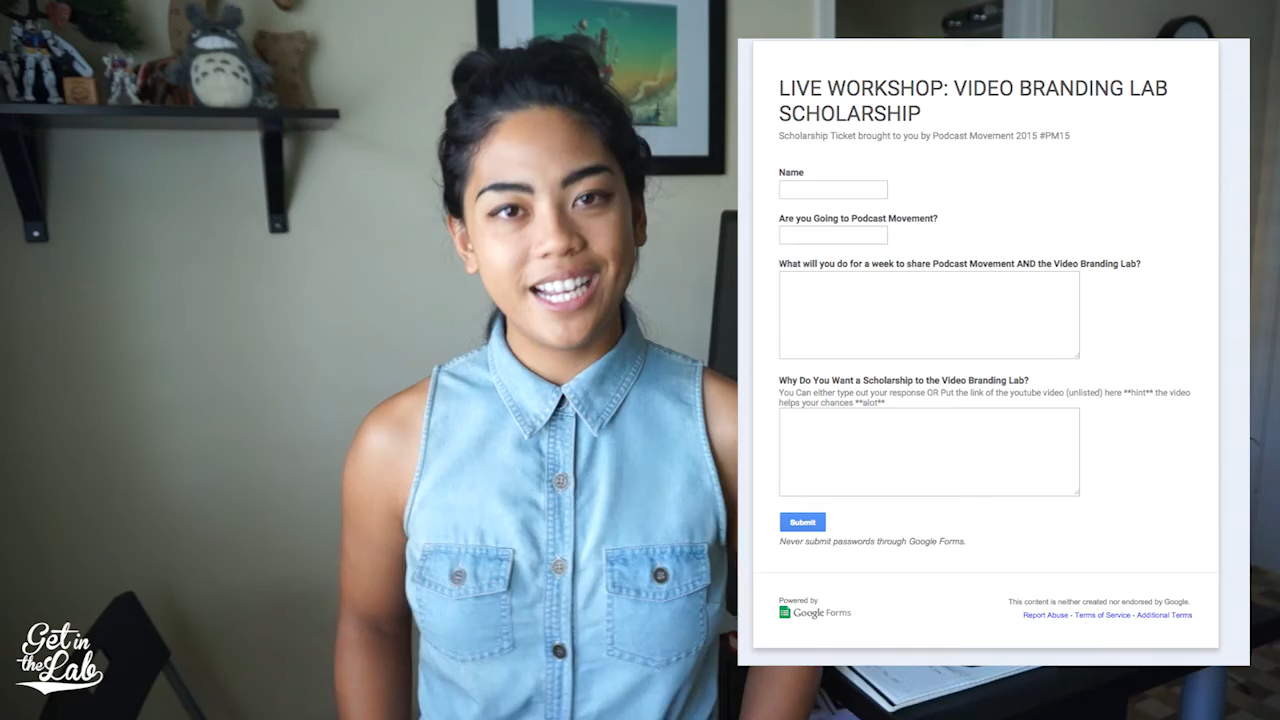 LIVE WORKSHOP: VIDEO BRANDING LAB
SCHOLARSHIP
Scholarship Ticket brought to you by Podcast Movement 2015 #PM15
Name
Are you Going to Podcast Movement?
What will you do for a week to share Podcast Movement AND the Video Branding Lab?
Why Do You Want a Scholarship to the Video Branding Lab?
You Can either type out your response OR Put the link of the youtube video (unlisted) here **hint** the video
helps your chances **alot**
Submit
Never submit passwords through Google Forms.
Powered by
Google Forms
This content is neither created nor endorsed by Google.
Report Abuse - Terms of Service - Additional Terms
Get in
the Lab